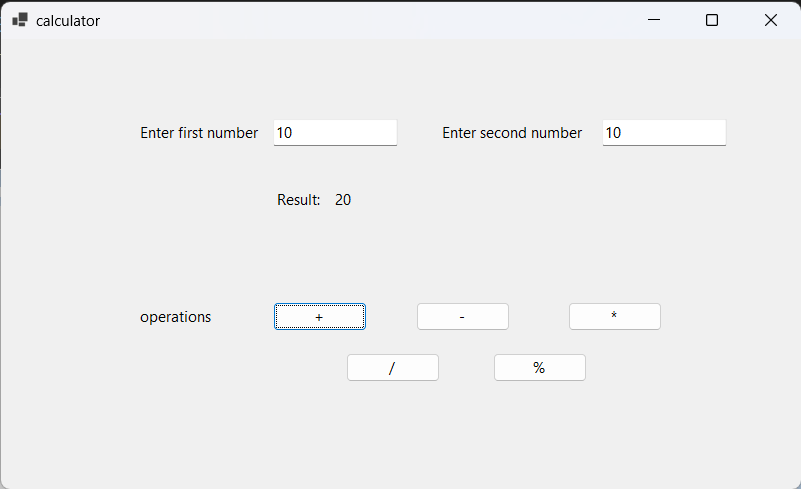 calculator
Enter first number 10 Enter second number 10
Result: 20
operations + - *
/ %